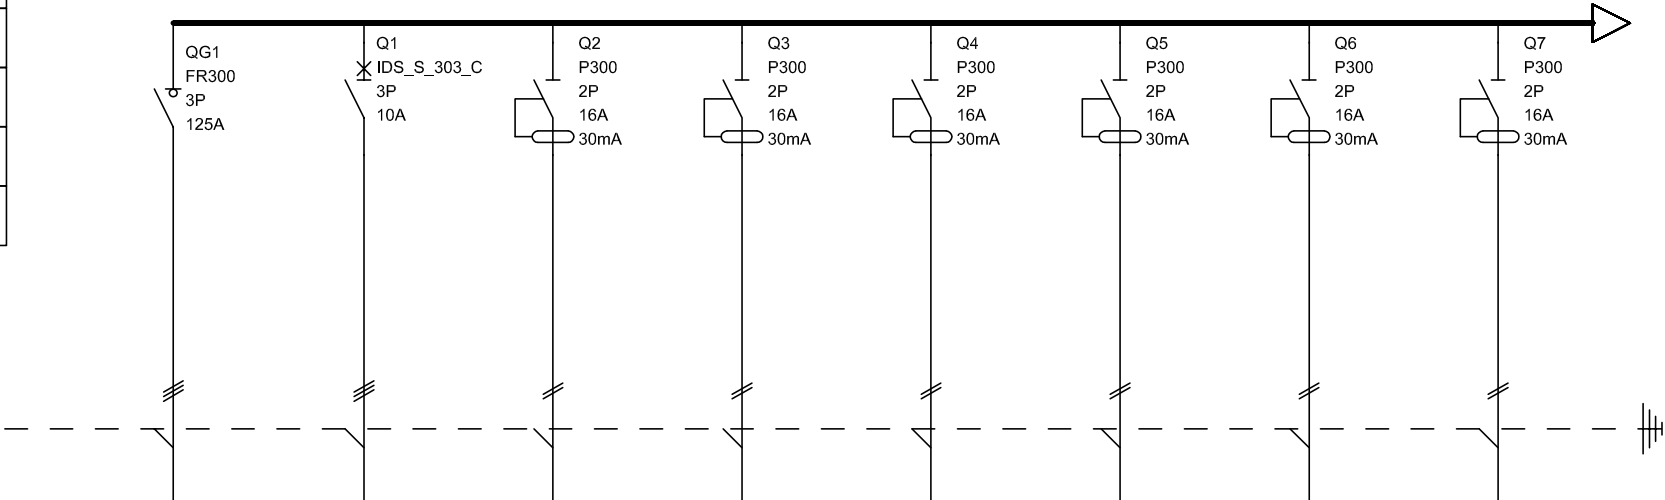 QG1
FR300
3P
125A
Q1
IDS_S_303_C
3P
10A
Q2
P300
2P
16A
30mA
Q3
P300
2P
16A
30mA
Q4
P300
2P
16A
30mA
Q5
P300
2P
16A
30mA
Q6
P300
2P
16A
30mA
Q7
P300
2P
16A
30mA